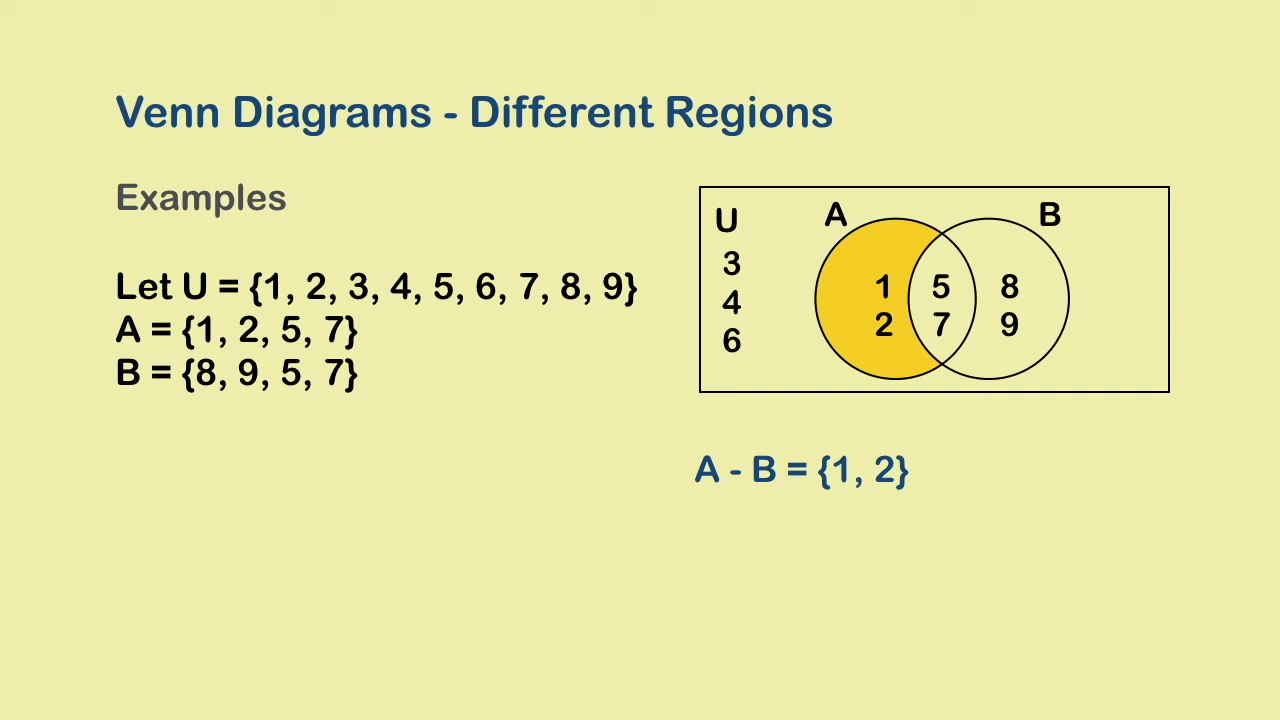 Venn Diagrams - Different Regions
Examples
Let U = {1, 2, 3, 4, 5, 6, 7, 8, 9}
A = {1, 2, 5, 7}
B = {8, 9, 5, 7}
U A B
3
4
6
1 5 8
2 7 9
A - B = {1, 2}